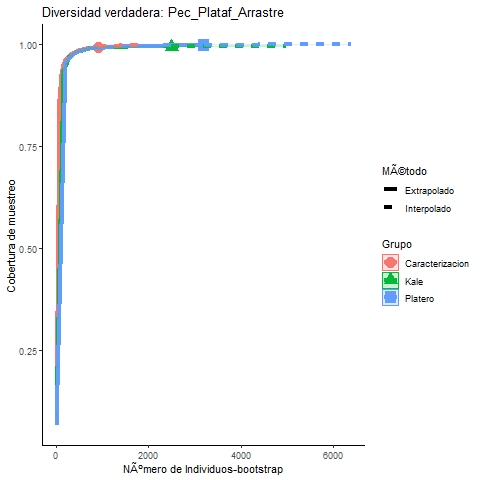 Diversidad verdadera: Pec_Plataf_Arrastre
1.00
0.75
0.50
0.25
Cobertura de muestreo
0
2000
4000
6000
NÃºmero de Individuos-bootstrap
MÃ©todo
Extrapolado
Interpolado
Grupo
Caracterizacion
Kale
Platero